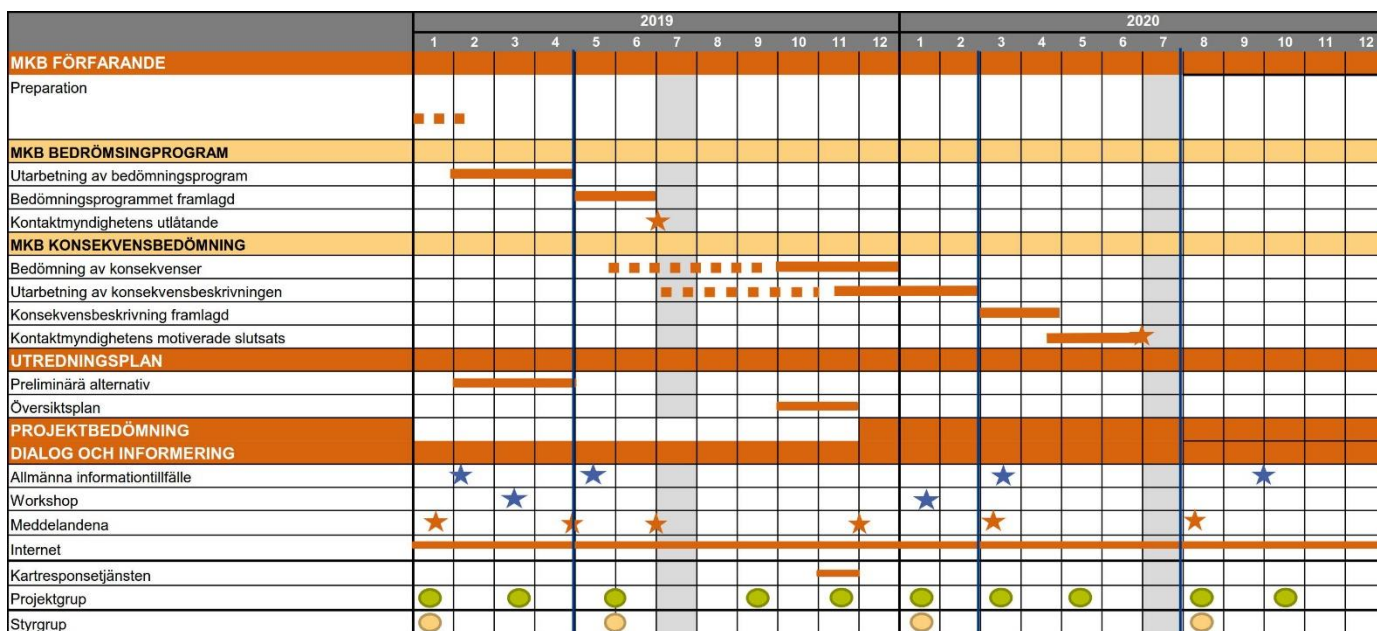 2019 2020
1 2 3 4 5 6 7 8 9 10 11 12 1 2 3 4 5 6 7 8 9 10 11 12
MKB FÖRFARANDE
Preparation
MKB BEDRÖMSINGPROGRAM
Utarbetning av bedömningsprogram
Bedömningsprogrammet framlagd
Kontaktmyndighetens utlåtande
MKB KONSEKVENSBEDÖMNING
Bedömning av konsekvenser
Utarbetning av konsekvensbeskrivningen
Konsekvensbeskrivning framlagd
Kontaktmyndighetens motiverade slutsats
UTREDNINGSPLAN
Preliminärä alternativ
Översiktsplan
PROJEKTBEDÖMNING
DIALOG OCH INFORMERING
Allmänna informationtillfälle
Workshop
Meddelandena
Internet
Kartresponsetjänsten
Projektgrup
Styrgrup